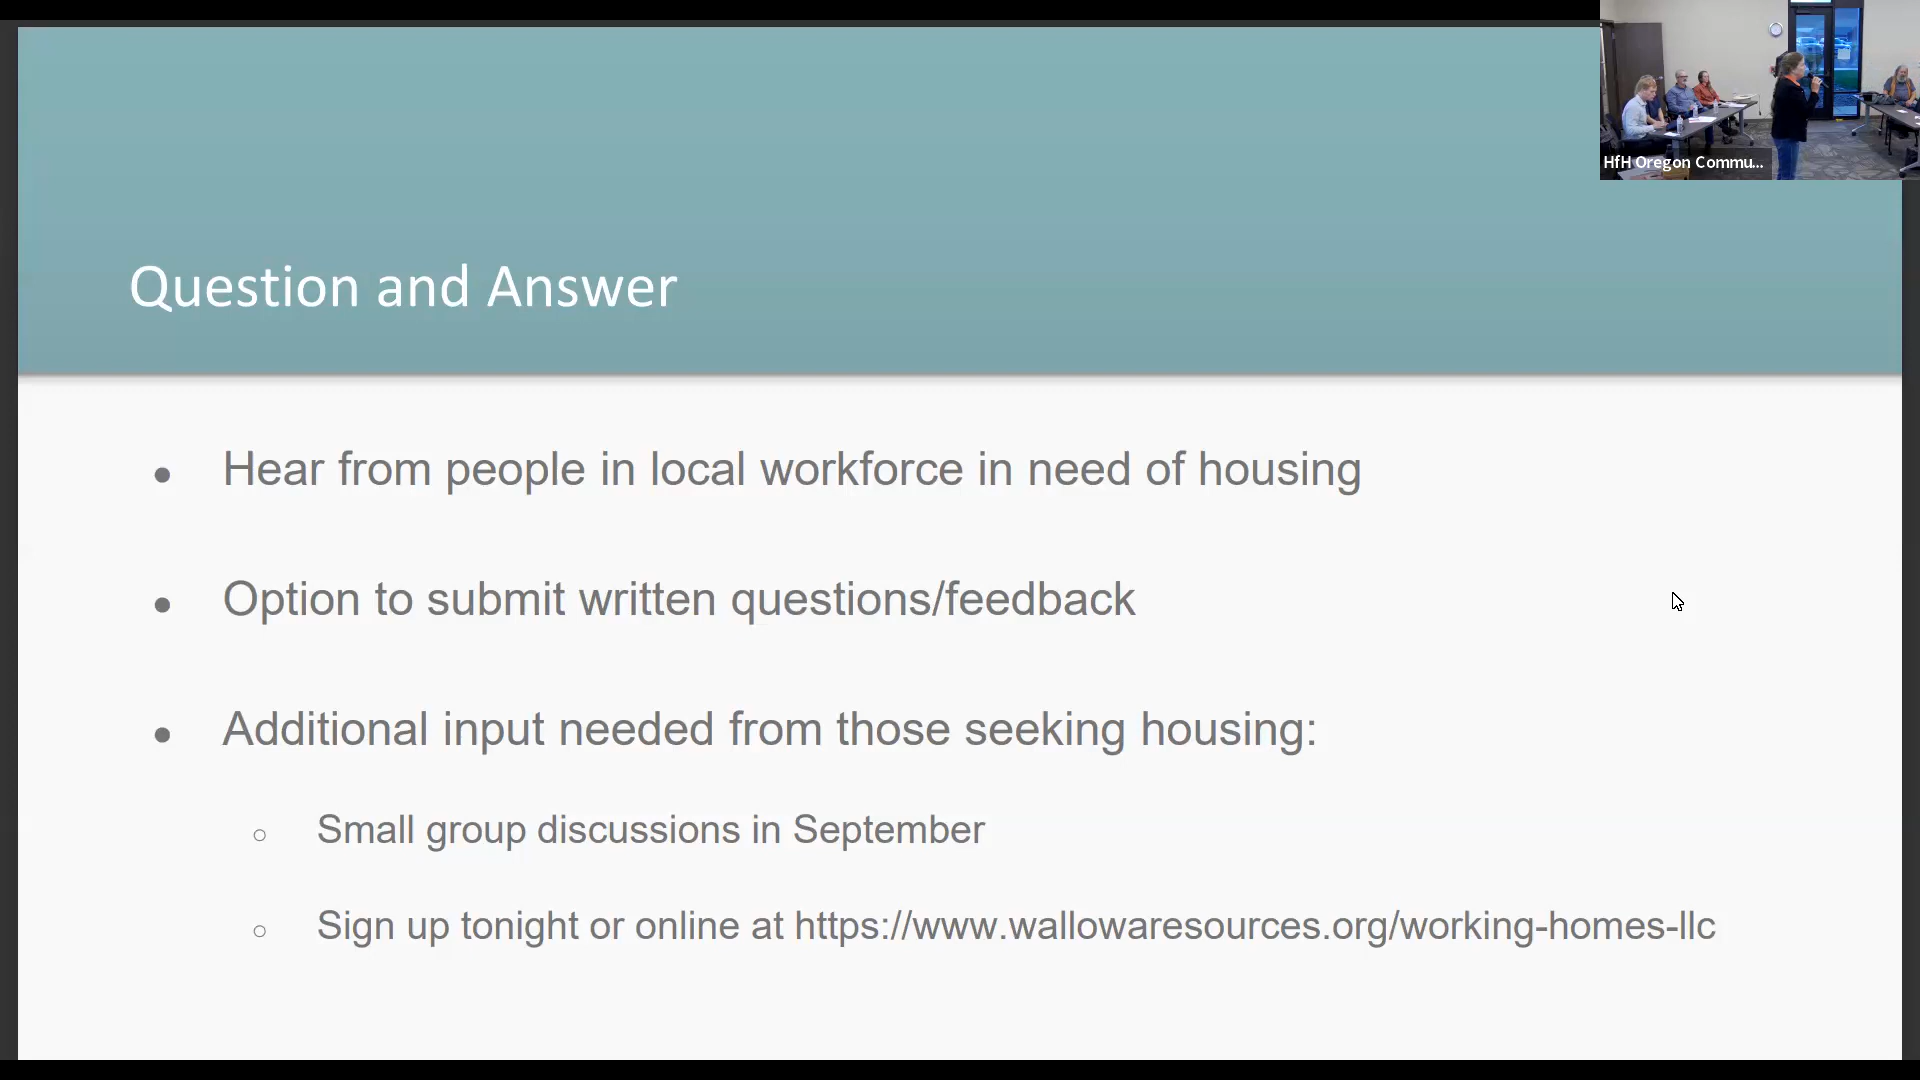 HfH Oregon Commu...
Question and Answer
Hear from people in local workforce in need of housing
Option to submit written questions/feedback
Additional input needed from those seeking housing:
Small group discussions in September
Sign up tonight or online at https://www.wallowaresources.org/working-homes-llc